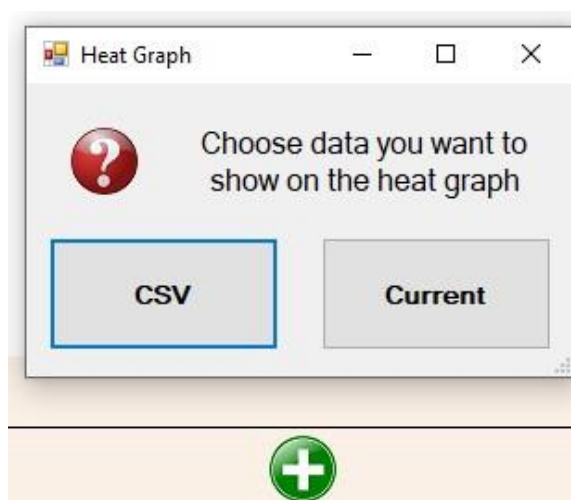 Heat Graph
Choose data you want to
show on the heat graph
CSV
Current